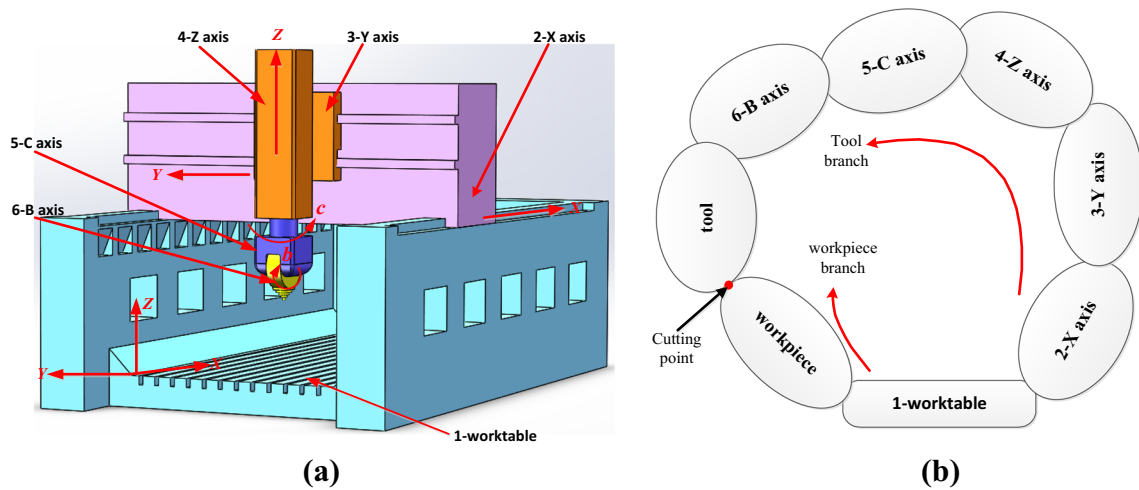 4-Z axis
3-Y axis
2-X axis
Z
5-C axis
Y
X
6-B axis
c
b
Z
Y
X
1-worktable
(a)
5-C axis
4-Z axis
6-B axis
Tool
branch
3-Y axis
tool
workpiece
branch
Cutting
point
workpiece
2-X axis
1-worktable
(b)